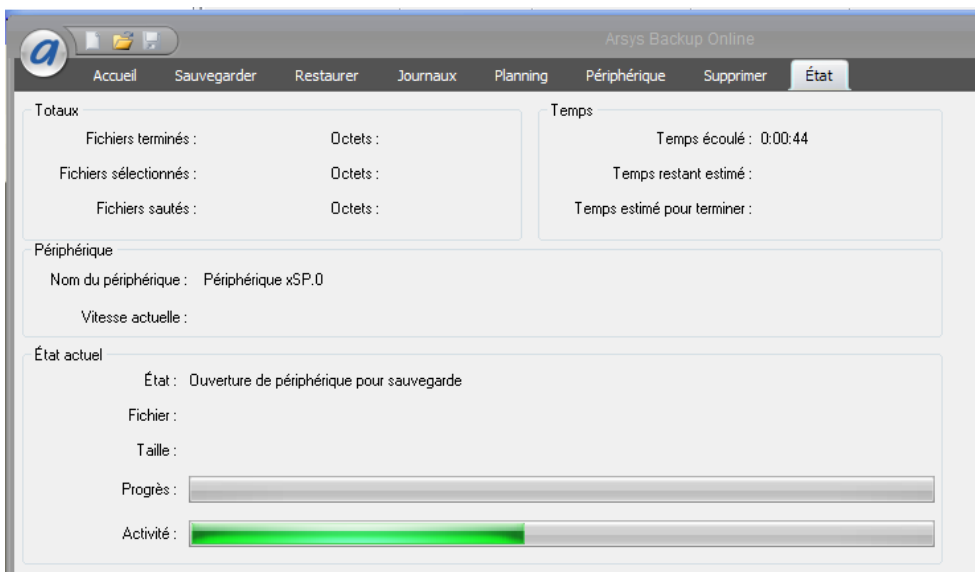 Arsys Backup Online
Accueil Sauvegarder Restaurer Journaux Planning Périphérique Supprimer État
Totaux
Fichiers terminés : Octets :
Fichiers sélectionnés : Octets :
Fichiers sautés : Octets :
Temps
Temps écoulé : 0:00:44
Temps restant estimé :
Temps estimé pour terminer :
Périphérique
Nom du périphérique : Périphérique xSP.0
Vitesse actuelle :
État actuel
État : Ouverture de périphérique pour sauvegarde
Fichier :
Taille :
Progrès :
Activité :